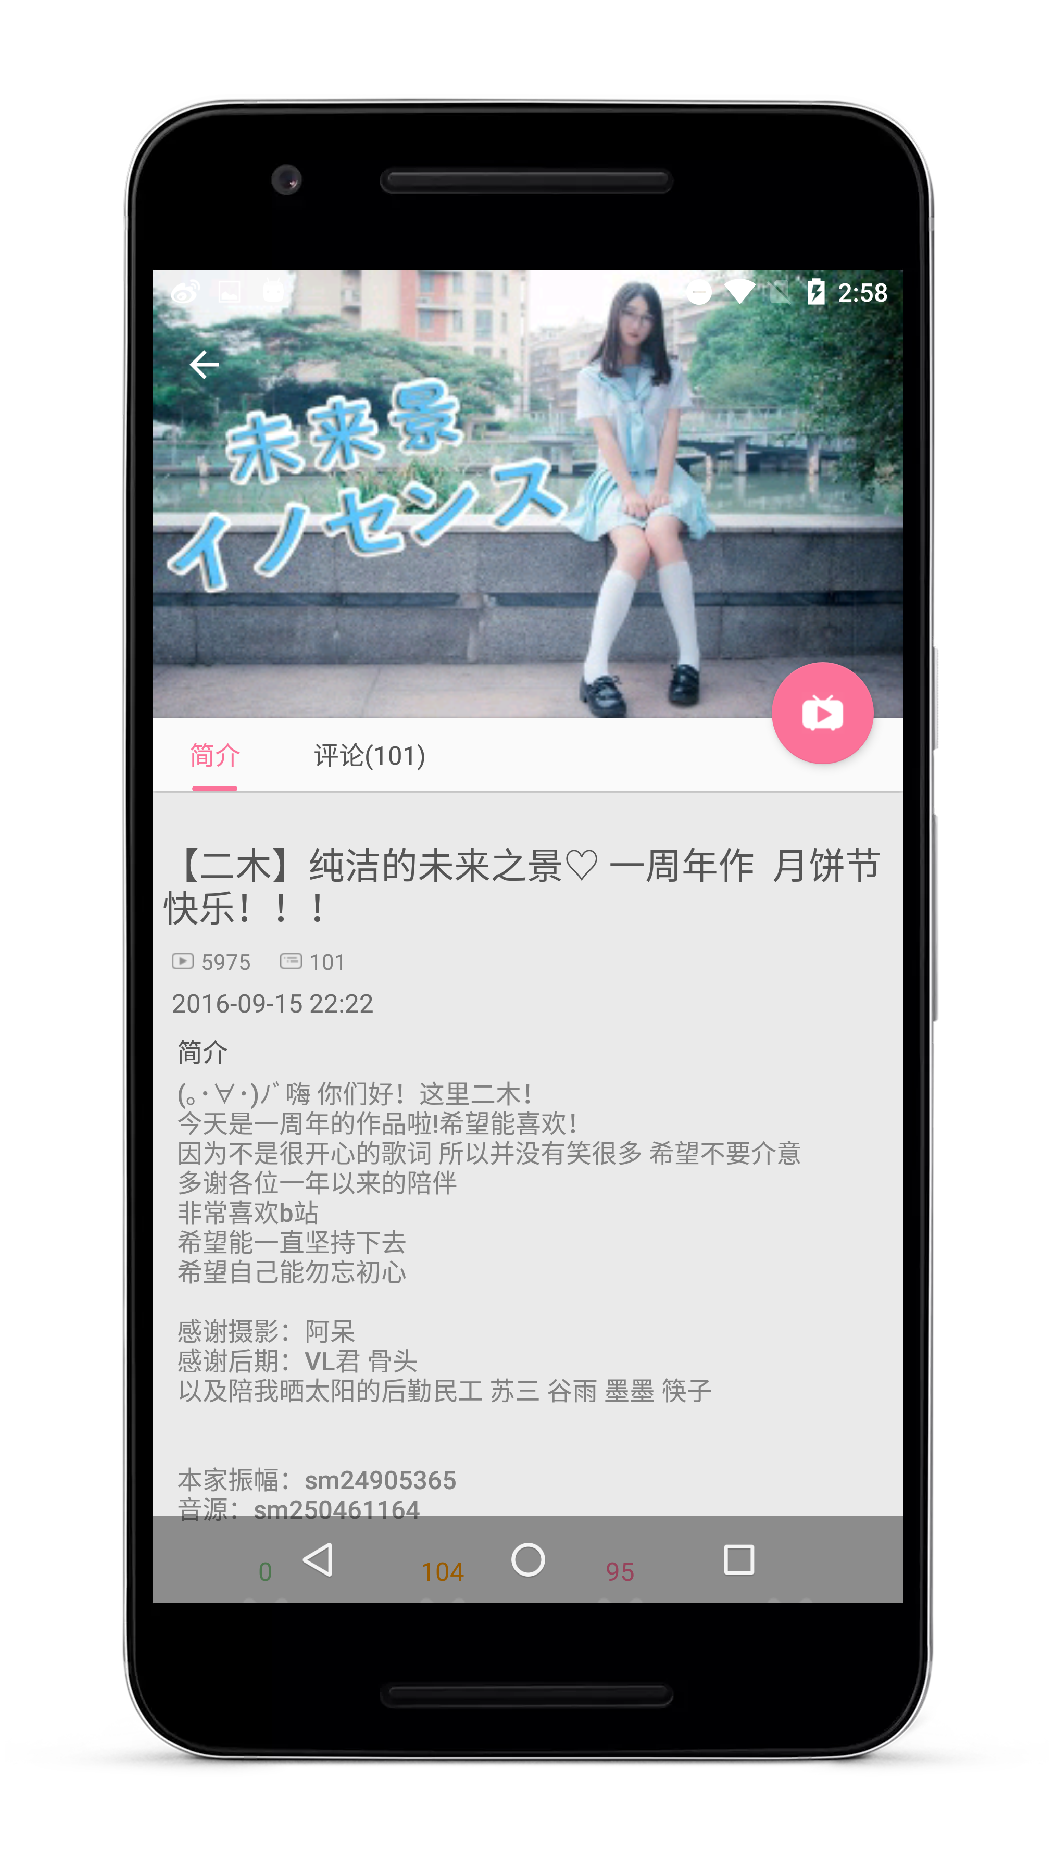 2:58
未来景
イノセンス
简介
评论(101)
【二木】纯洁的未来之景♡ 一周年作 月饼节
快乐！！！
5975
101
2016-09-15 22:22
简介
(｡･∀･)ﾉﾞ嗨 你们好！这里二木！
今天是一周年的作品啦!希望能喜欢！
因为不是很开心的歌词 所以并没有笑很多 希望不要介意
多谢各位一年以来的陪伴
非常喜欢b站
希望能一直坚持下去
希望自己能勿忘初心
感谢摄影：阿呆
感谢后期：VL君 骨头
以及陪我晒太阳的后勤民工 苏三 谷雨 墨墨 筷子
本家振幅：sm24905365
音源：sm250461164
0
104
95